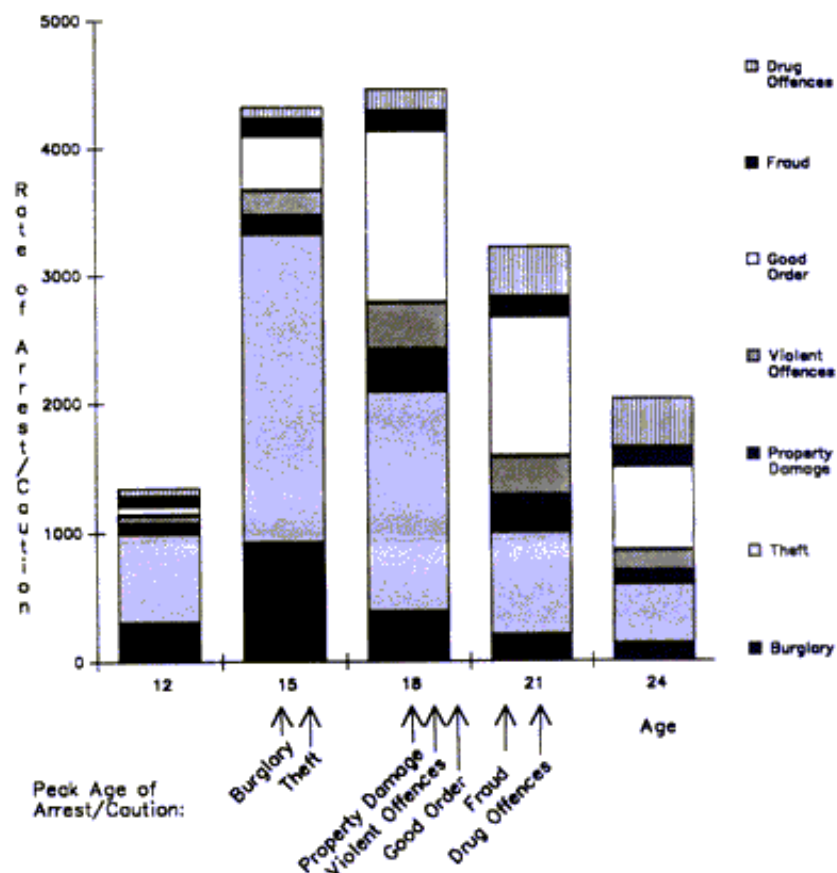 5000
4000
3000
2000
1000
0
Rate of Arrest/Caution
12 15 18 21 24
Age
Drug
Offences
Fraud
Good
Order
Violent
Offences
Property
Damage
Theft
Burglary
Peak Age of
Arrest/Caution:
Burglary
Theft
Property Damage
Violent Offences
Good Order
Fraud
Drug Offences